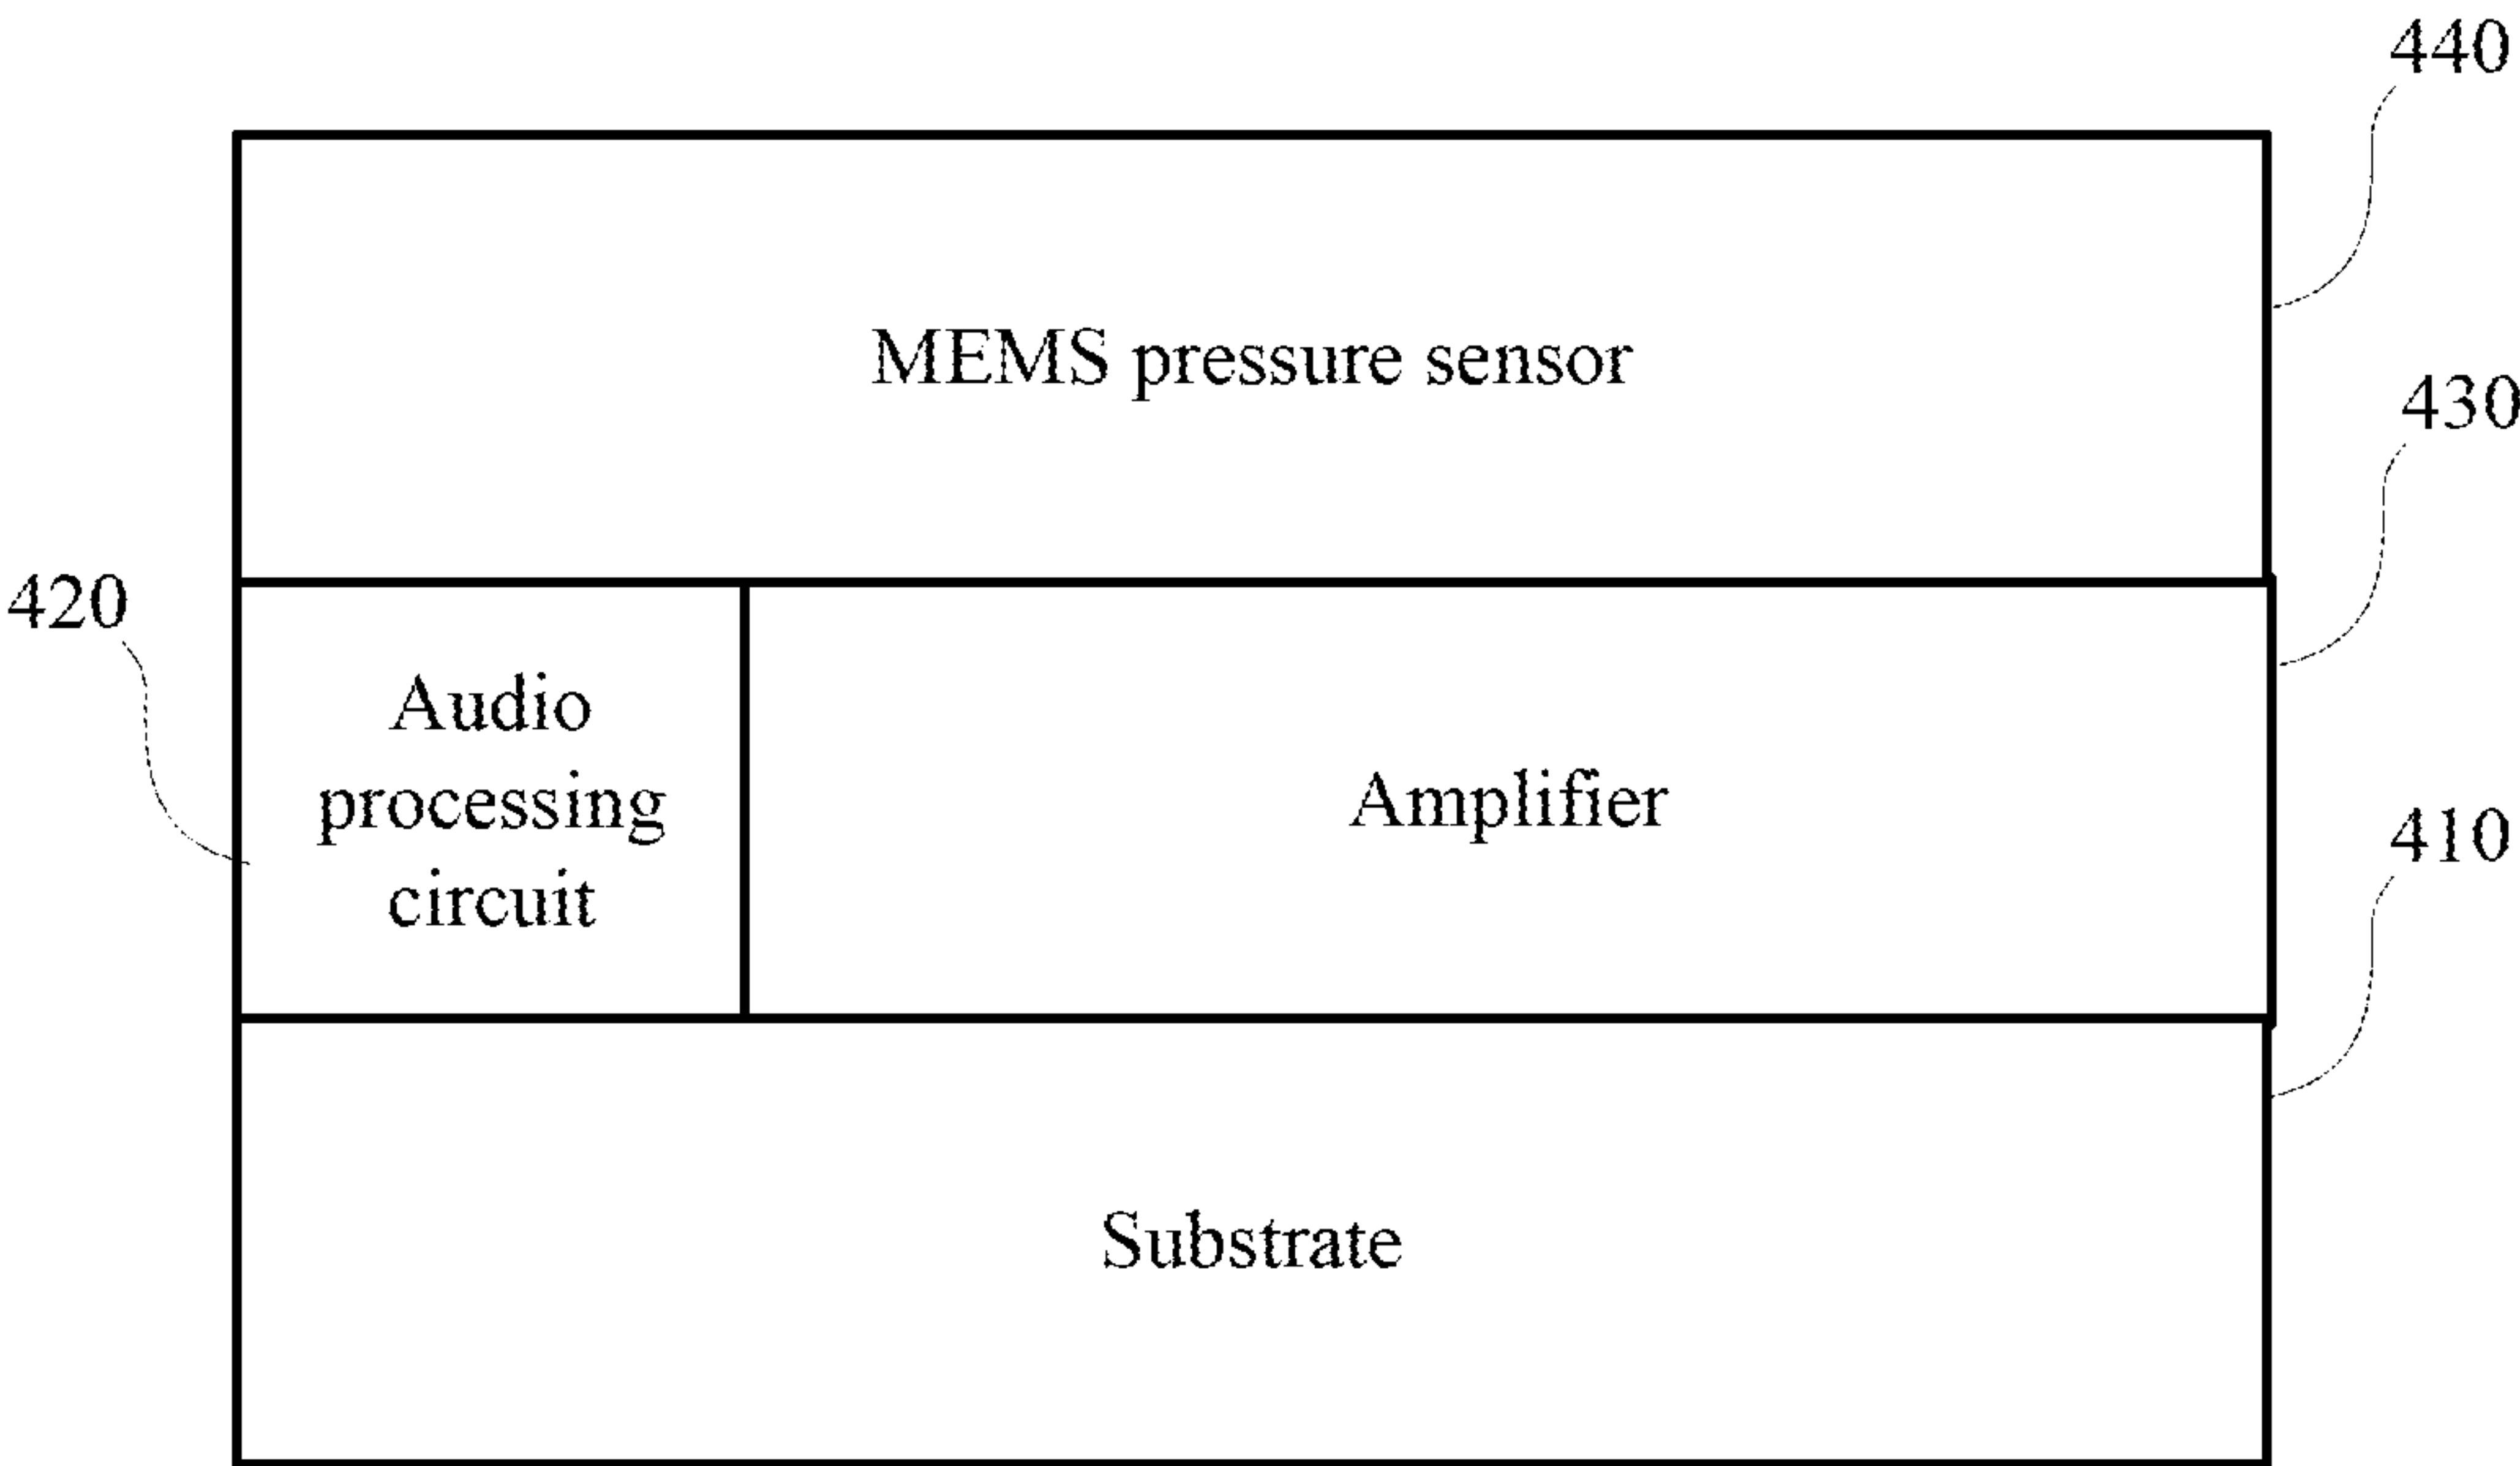 440
MEMS pressure sensor
430
420
Audio
processing
circuit
Amplifier
410
Substrate